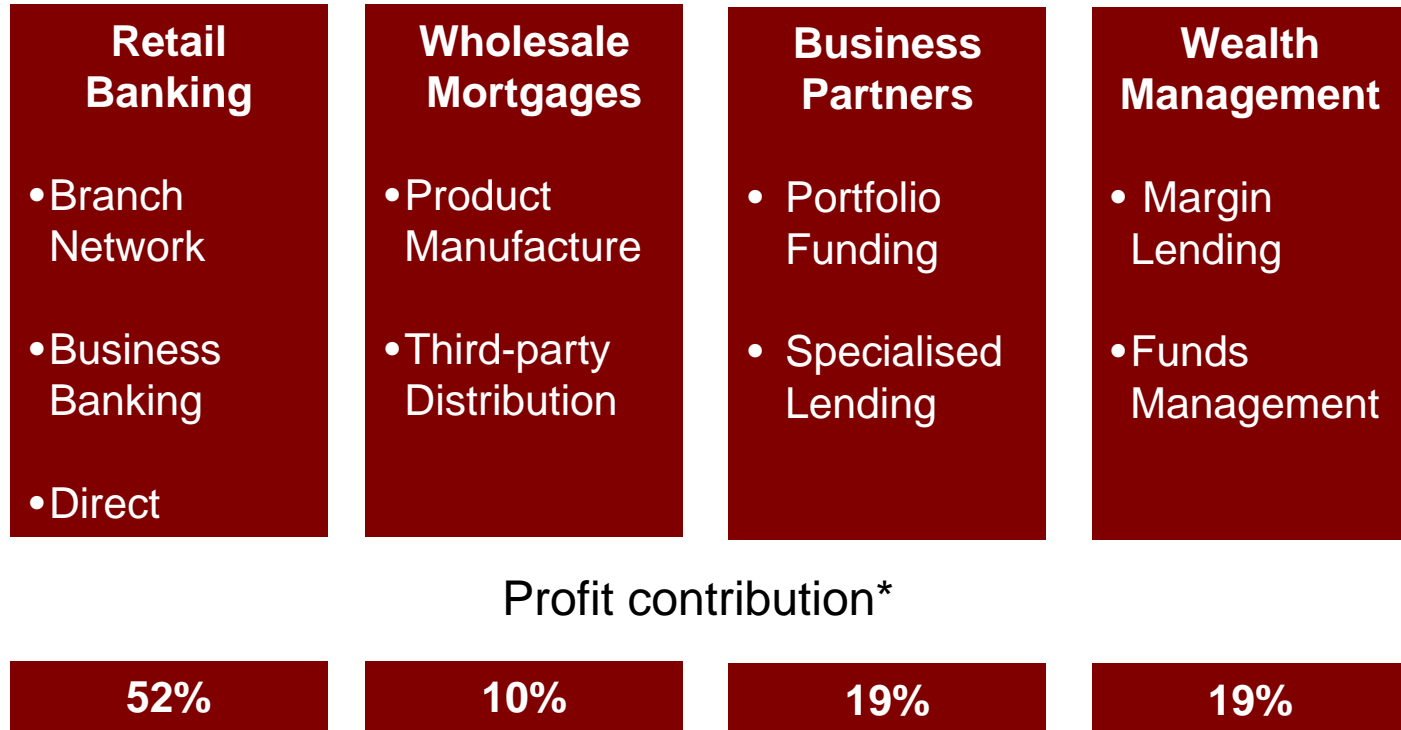 Retail
Banking
•Branch
Network
•Business
Banking
•Direct
Wholesale
Mortgages
•Product
Manufacture
•Third-party
Distribution
Business
Partners
• Portfolio
Funding
• Specialised
Lending
Wealth
Management
• Margin
Lending
•Funds
Management
Profit contribution*
52%
10%
19%
19%